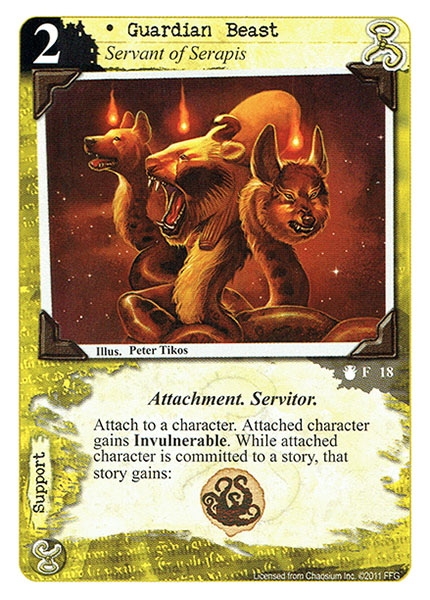 2
• Guardian Beast
Servant of Serapis
Illus. Peter Tikos
F 18
Attachment. Servitor.
Attach to a character. Attached character
gains Invulnerable. While attached
character is committed to a story, that
story gains:
Support
Licensed from Chaosium Inc. ©2011 FFG